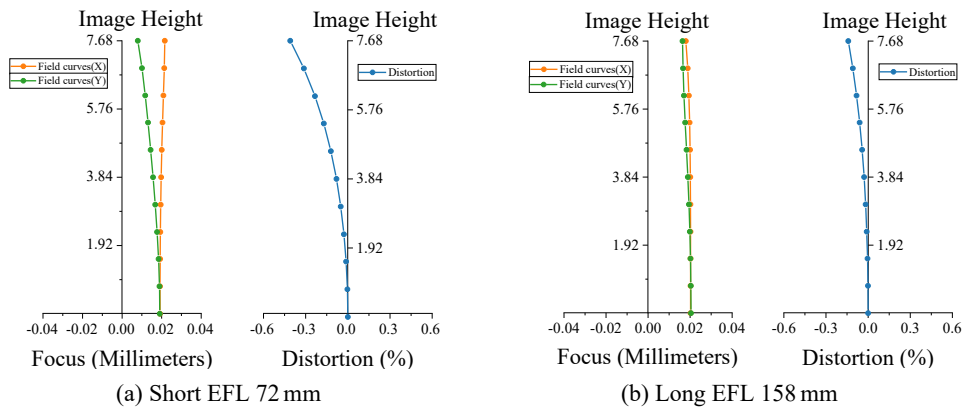 Image Height
7.68
Field curves(X)
Field curves(Y)
5.76
3.84
1.92
-0.04 0.00 0.02 0.04
Focus (Millimeters)
Image Height
7.68
Distortion
5.76
3.84
1.92
-0.6 -0.3 0.0 0.3 0.6
Distortion (%)
(a) Short EFL 72 mm
Image Height
7.68
Field curves(X)
Field curves(Y)
5.76
3.84
1.92
-0.04 0.00 0.02 0.04
Focus (Millimeters)
Image Height
7.68
Distortion
5.76
3.84
1.92
-0.6 -0.3 0.0 0.3 0.6
Distortion (%)
(b) Long EFL 158 mm